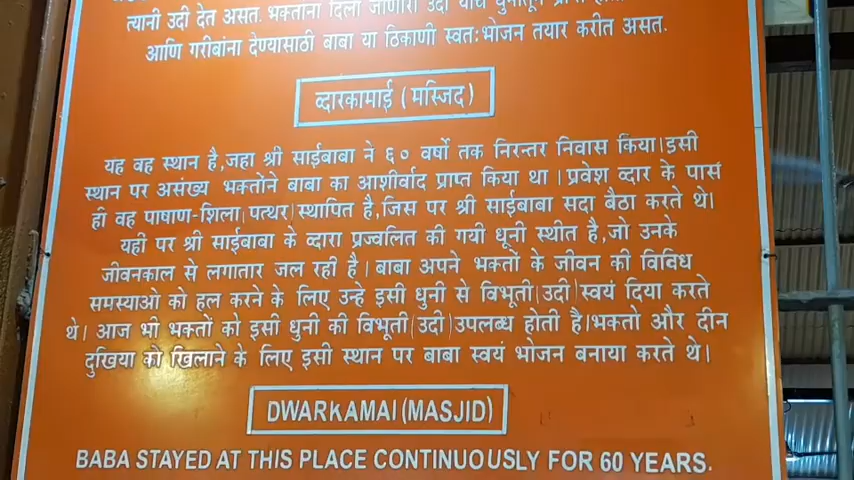 त्यानी उदी देत असत. भक्तांना दिली जाणारी उदी याच धुनीतून
आणि गरीबांना देण्यासाठी बाबा या ठिकाणी स्वत:भोजन तयार करीत असत.
व्दारकामाई (मस्जिद)
यह वह स्थान है,जहा श्री साईबाबा ने ६० वर्षो तक निरन्तर निवास किया।इसी
स्थान पर असंख्य भक्तोंने बाबा का आशीर्वाद प्राप्त किया था।प्रवेश व्दार के पास
ही वह पाषाण-शिला(पत्थर)स्थापित है,जिस पर श्री साईबाबा सदा बैठा करते थे।
यही पर श्री साईबाबा के व्दारा प्रज्वलित की गयी धूनी स्थीत है,जो उनके
जीवनकाल से लगातार जल रही है।बाबा अपने भक्तों के जीवन की विविध
समस्याओ को हल करने के लिए उन्हे इसी धुनी से विभूती(उदी)स्वयं दिया करते
थे। आज भी भक्तों को इसी धुनी की विभूती(उदी)उपलब्ध होती है।भक्तो और दीन
दुखिया को खिलाने के लिए इसी स्थान पर बाबा स्वयं भोजन बनाया करते थे।
DWARKAMAI(MASJID)
BABA STAYED AT THIS PLACE CONTINUOUSLY FOR 60 YEARS.